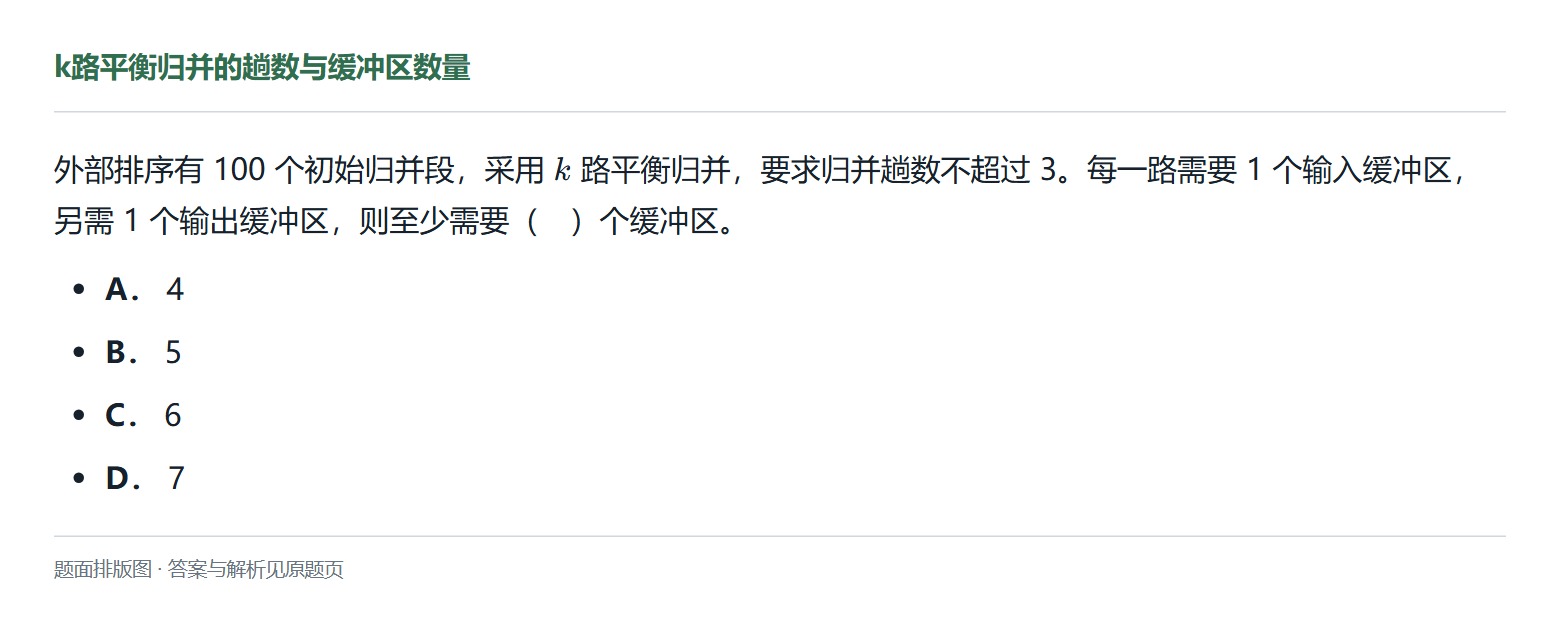 k路平衡归并的趟数与缓冲区数量
外部排序有 100 个初始归并段，采用 k 路平衡归并，要求归并趟数不超过 3。每一路需要 1 个输入缓冲区，
另需 1 个输出缓冲区，则至少需要（　）个缓冲区。
• A. 4
• B. 5
• C. 6
• D. 7
题面排版图 · 答案与解析见原题页